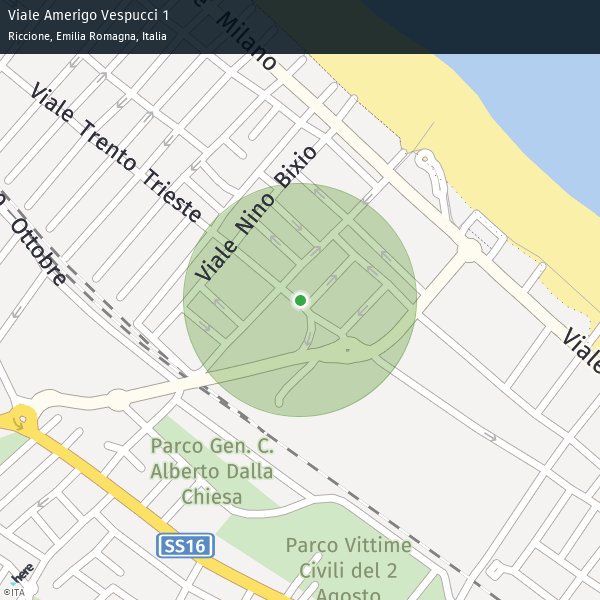 Viale Amerigo Vespucci 1
Riccione, Emilia Romagna, Italia
Milano
Viale Trento Trieste
Viale Nino Bixio
Ottobre
Viale
Parco Gen. C.
Alberto Dalla
Chiesa
SS16
Parco Vittime
Civili del 2
Agosto
here
©ITA